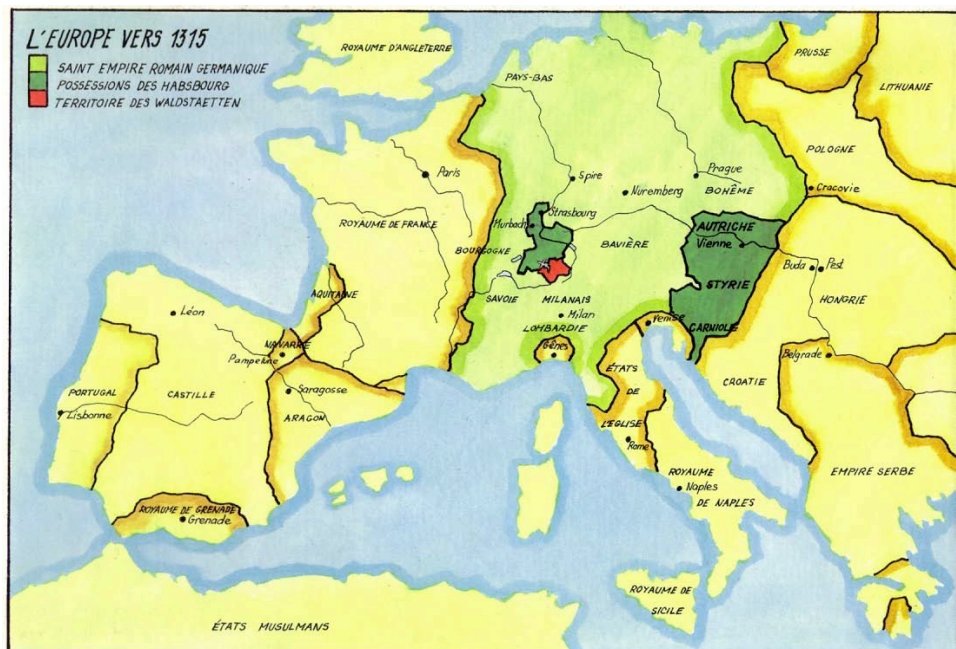 L'EUROPE VERS 1315
SAINT EMPIRE ROMAIN GERMANIQUE
POSSESSIONS DES HABSBOURG
TERRITOIRE DES WALDSTAETTEN
ROYAUME D'ANGLETERRE
PRUSSE
LITHUANIE
PAYS-BAS
POLOGNE
Paris
Spire
Prague
Nuremberg
BOHÊME
Cracovie
Strasbourg
Murbach
ROYAUME DE FRANCE
BOURGOGNE
BAVIÈRE
AUTRICHE
Vienne
Buda
Pest
STYRIE
HONGRIE
AQUITAINE
SAVOIE
MILANAIS
Milan
LOMBARDIE
Venise
CARNIOLE
Léon
NAVARRE
Pampelune
Gênes
Belgrade
ÉTATS
DE
L'ÉGLISE
CROATIE
PORTUGAL
CASTILLE
Saragosse
ARAGON
Lisbonne
Rome
ROYAUME
DE NAPLES
Naples
EMPIRE SERBE
ROYAUME DE GRENADE
Grenade
ROYAUME DE
SICILE
ÉTATS MUSULMANS